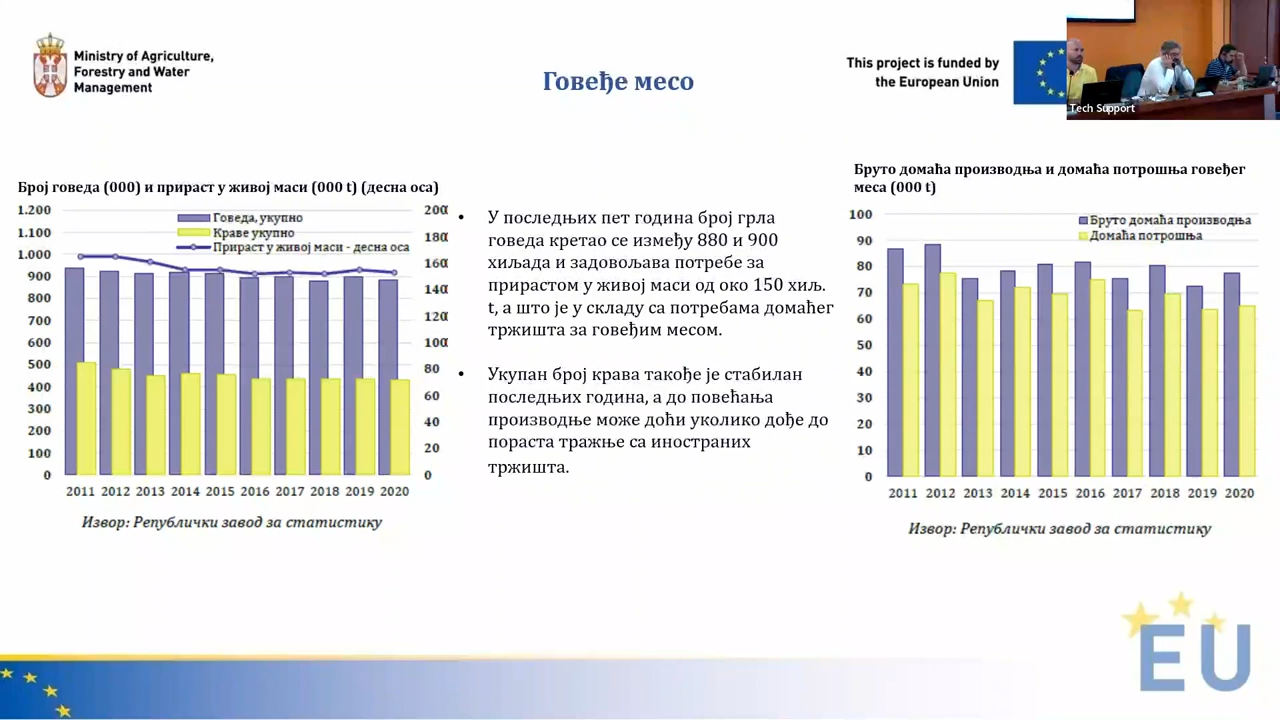 Ministry of Agriculture,
Forestry and Water
Management
Говеђе месо
This project is funded by
the European Union
Tech Support
Број говеда (000) и прираст у живој маси (000 t) (десна оса)
1.200
1.100
1.000
900
800
700
600
500
400
300
200
100
0
Говеда, укупно
Краве укупно
Прираст у живој маси - десна оса
200
180
160
140
120
100
80
60
40
20
0
2011 2012 2013 2014 2015 2016 2017 2018 2019 2020
Извор: Републички завод за статистику
• У последњих пет година број грла
говеда кретао се између 880 и 900
хиљада и задовољава потребе за
прирастом у живој маси од око 150 хиљ.
t, а што је у складу са потребама домаћег
тржишта за говеђим месом.
• Укупан број крава такође је стабилан
последњих година, а до повећања
производње може доћи уколико дође до
пораста тражње са иностраних
тржишта.
Бруто домаћа производња и домаћа потрошња говеђег
меса (000 t)
100
90
80
70
60
50
40
30
20
10
0
Бруто домаћа производња
Домаћа потрошња
2011 2012 2013 2014 2015 2016 2017 2018 2019 2020
Извор: Републички завод за статистику
EU